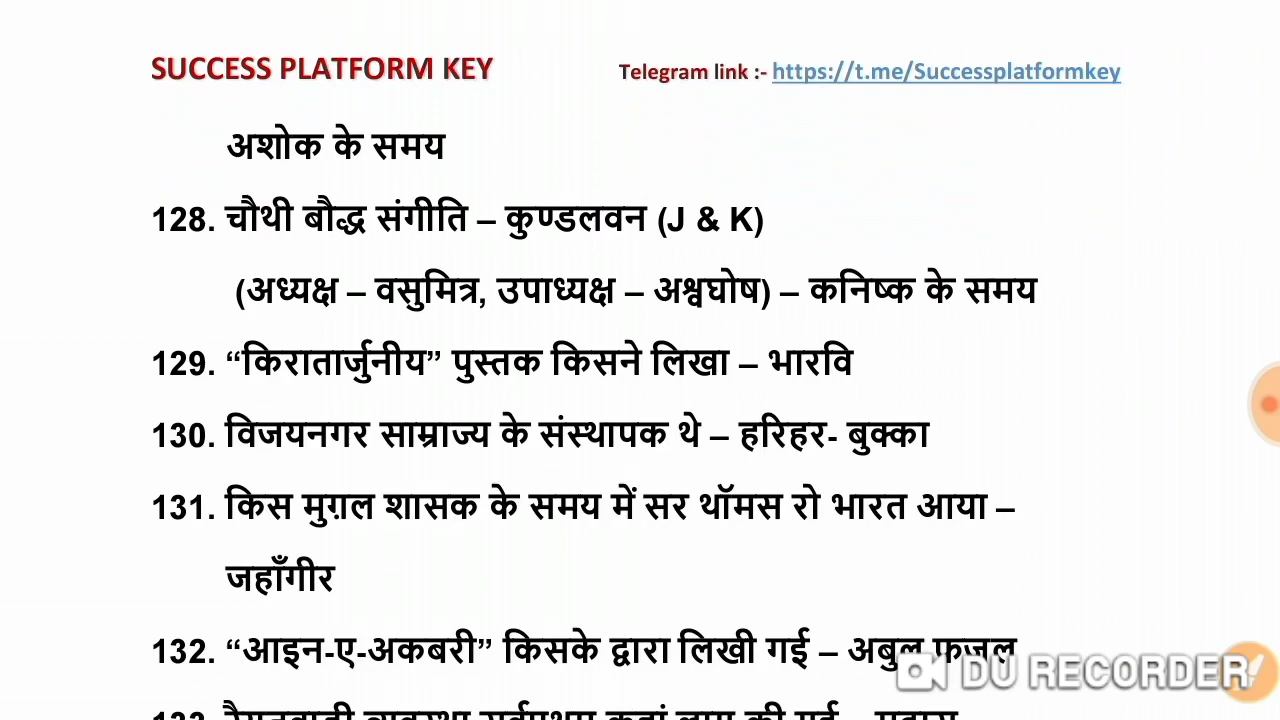 SUCCESS PLATFORM KEY Telegram link :- https://t.me/Successplatformkey
अशोक के समय
128. चौथी बौद्ध संगीति – कुण्डलवन (J & K)
(अध्यक्ष – वसुमित्र, उपाध्यक्ष – अश्वघोष) – कनिष्क के समय
129. “किरातार्जुनीय” पुस्तक किसने लिखा – भारवि
130. विजयनगर साम्राज्य के संस्थापक थे – हरिहर- बुक्का
131. किस मुग़ल शासक के समय में सर थॉमस रो भारत आया –
जहाँगीर
132. “आइन-ए-अकबरी” किसके द्वारा लिखी गई – अबुल फजल
DU RECORDER